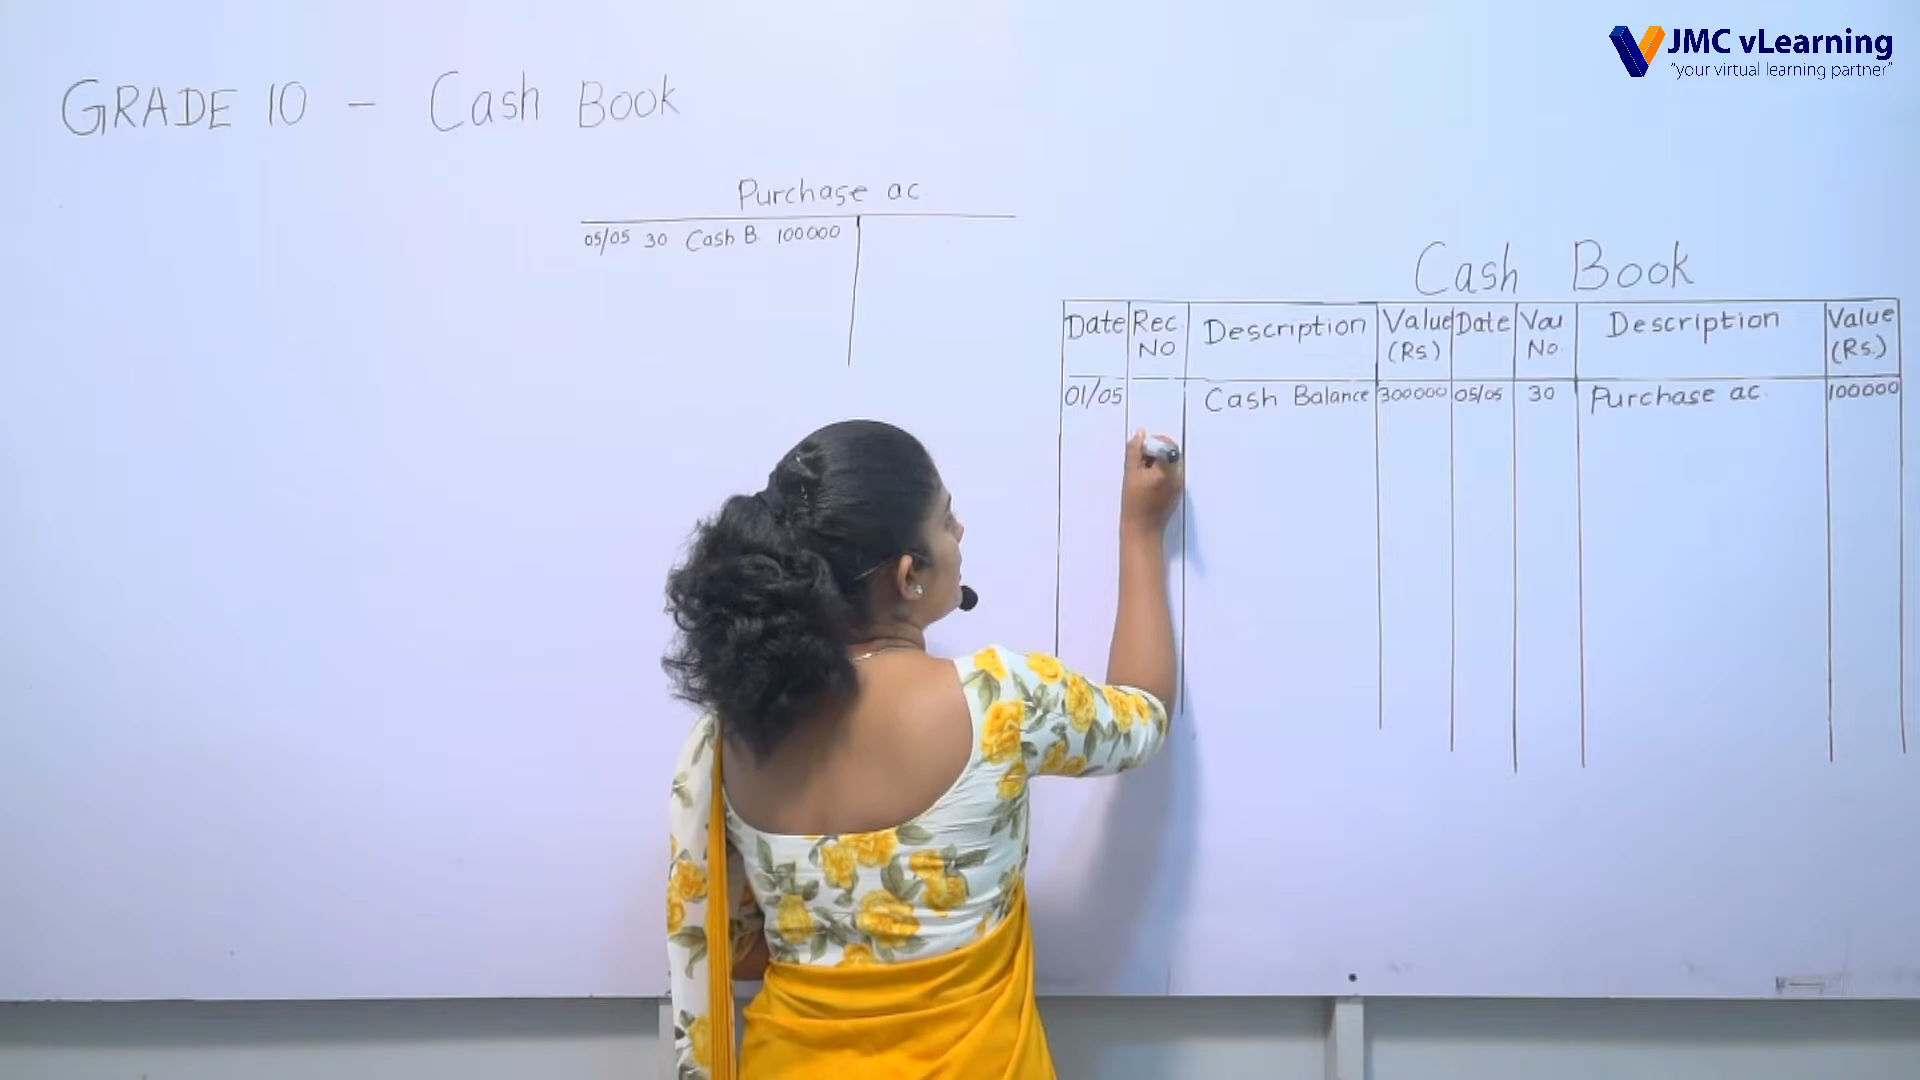 JMC vLearning
"your virtual learning partner"
GRADE 10 - Cash Book
Purchase ac.
05/05 30 Cash B. 100000
Cash Book
Date Rec No. Description Value (Rs) Date Vou No. Description Value (Rs.)
01/05 Cash Balance 300000 05/05 30 Purchase ac. 100000